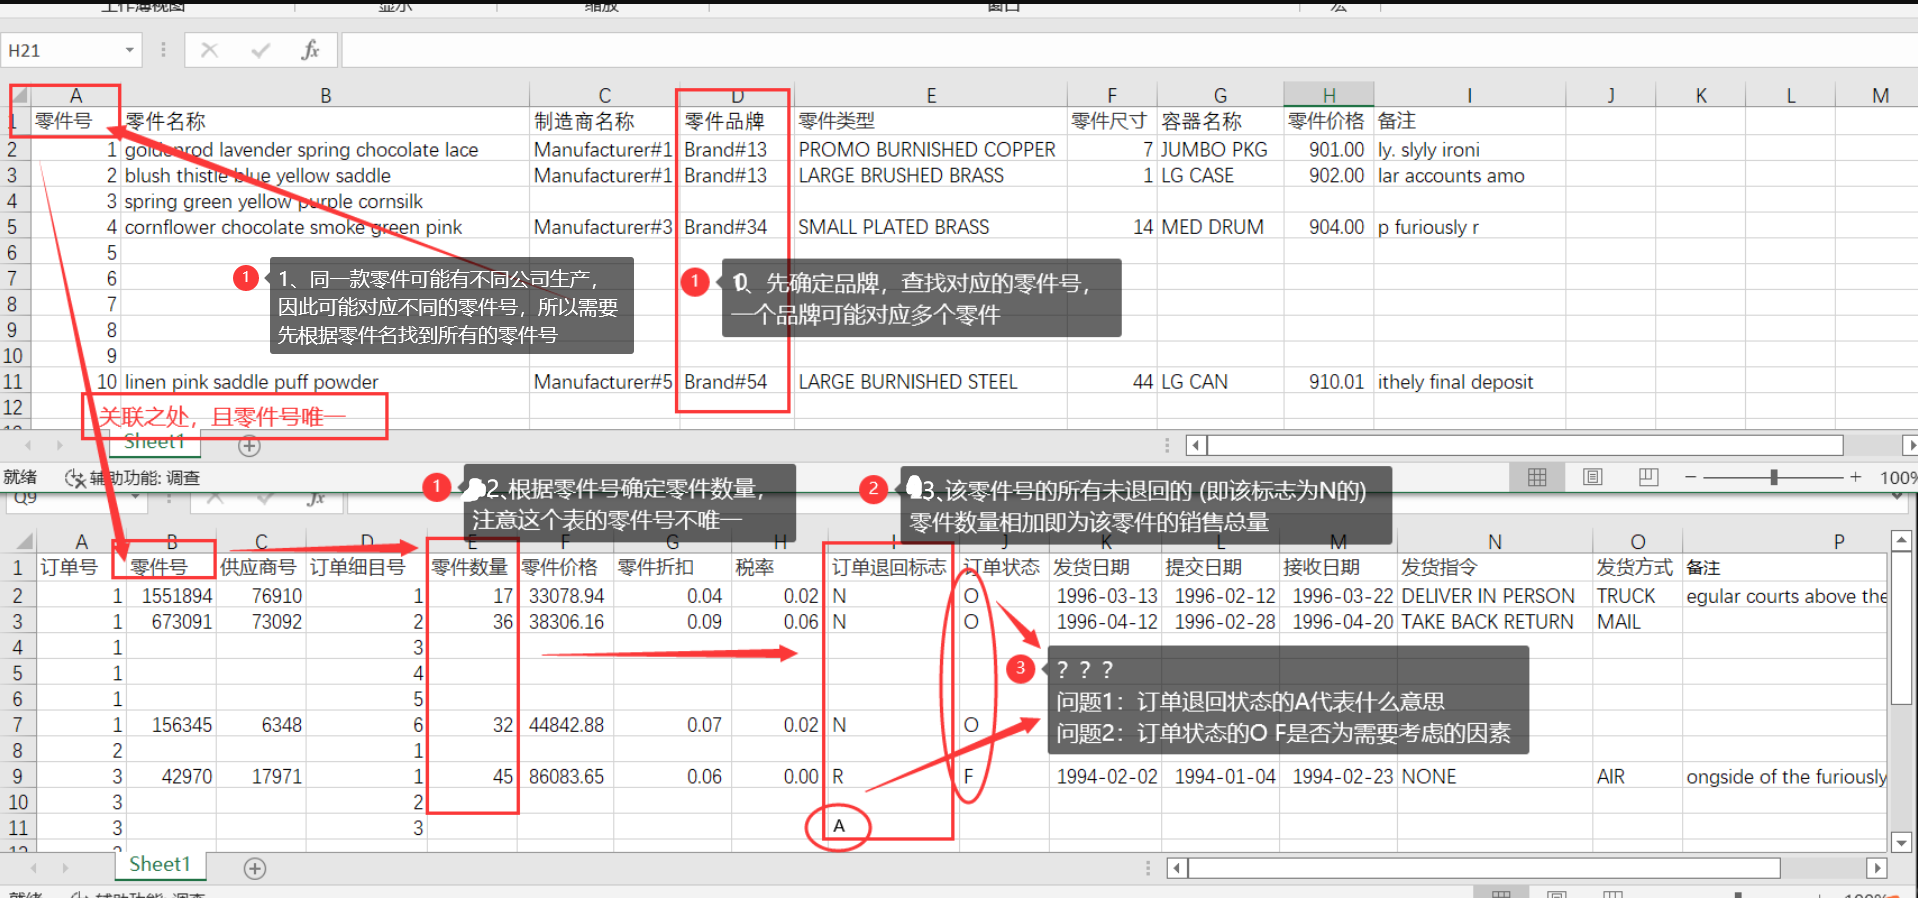 工作簿视图 显示 缩放 窗口 宏
H21 fx
A B C D E F G H I J K L M
1 零件号 零件名称 制造商名称 零件品牌 零件类型 零件尺寸 容器名称 零件价格 备注
2 1 goldenrod lavender spring chocolate lace Manufacturer#1 Brand#13 PROMO BURNISHED COPPER 7 JUMBO PKG 901.00 ly. slyly ironi
3 2 blush thistle blue yellow saddle Manufacturer#1 Brand#13 LARGE BRUSHED BRASS 1 LG CASE 902.00 lar accounts amo
4 3 spring green yellow purple cornsilk
5 4 cornflower chocolate smoke green pink Manufacturer#3 Brand#34 SMALL PLATED BRASS 14 MED DRUM 904.00 p furiously r
6 5
7 6
8 7
9 8
10 9
11 10 linen pink saddle puff powder Manufacturer#5 Brand#54 LARGE BURNISHED STEEL 44 LG CAN 910.01 ithely final deposit
12
1 1、同一款零件可能有不同公司生产，
因此可能对应不同的零件号，所以需要
先根据零件名找到所有的零件号
1 0、先确定品牌，查找对应的零件号，
一个品牌可能对应多个零件
关联之处，且零件号唯一
Sheet1
就绪 辅助功能: 调查 100%
Q9 fx
1 2、根据零件号确定零件数量，
注意这个表的零件号不唯一
2 3、该零件号的所有未退回的 (即该标志为N的)
零件数量相加即为该零件的销售总量
A B C D E F G H I J K L M N O P
1 订单号 零件号 供应商号 订单细目号 零件数量 零件价格 零件折扣 税率 订单退回标志 订单状态 发货日期 提交日期 接收日期 发货指令 发货方式 备注
2 1 1551894 76910 1 17 33078.94 0.04 0.02 N O 1996-03-13 1996-02-12 1996-03-22 DELIVER IN PERSON TRUCK egular courts above the
3 1 673091 73092 2 36 38306.16 0.09 0.06 N O 1996-04-12 1996-02-28 1996-04-20 TAKE BACK RETURN MAIL
4 1 3
5 1 4
6 1 5
7 1 156345 6348 6 32 44842.88 0.07 0.02 N O
8 2 1
9 3 42970 17971 1 45 86083.65 0.06 0.00 R F 1994-02-02 1994-01-04 1994-02-23 NONE AIR ongside of the furiously
10 3 2
11 3 3 A
3 ？？？
问题1：订单退回状态的A代表什么意思
问题2：订单状态的O F是否为需要考虑的因素
Sheet1
就绪 辅助功能: 调查 100%